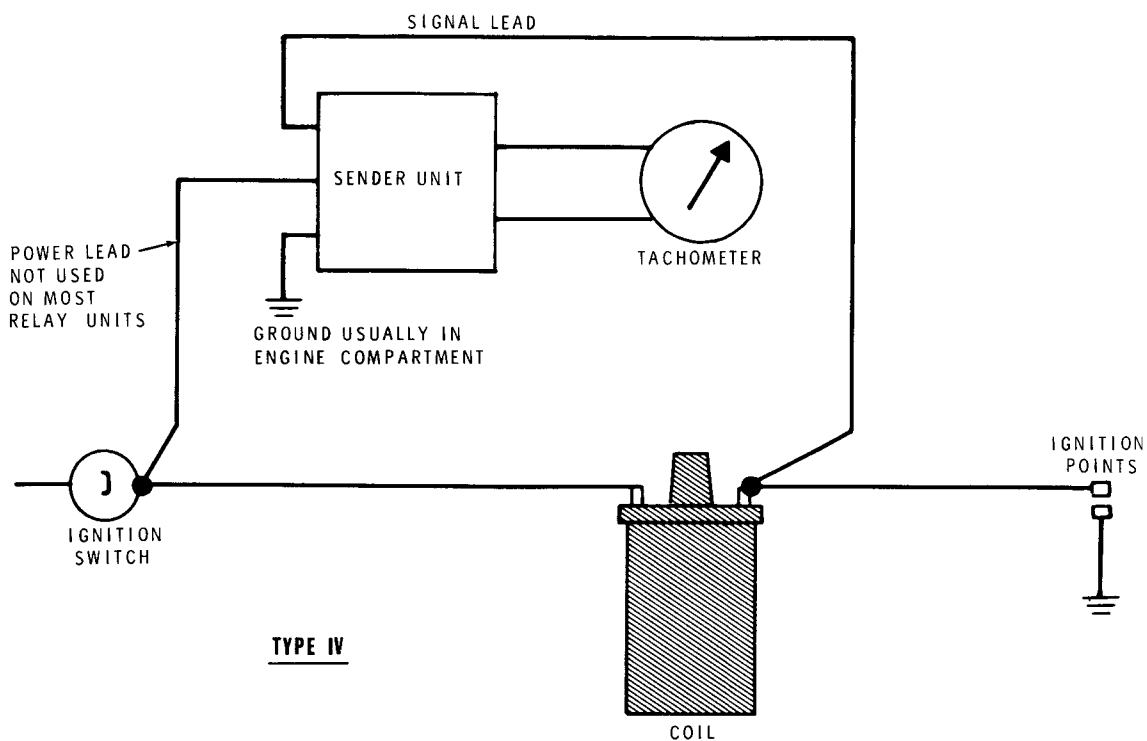 SIGNAL LEAD
SENDER UNIT
TACHOMETER
POWER LEAD
NOT USED
ON MOST
RELAY UNITS
GROUND USUALLY IN
ENGINE COMPARTMENT
IGNITION
POINTS
IGNITION
SWITCH
TYPE IV
COIL